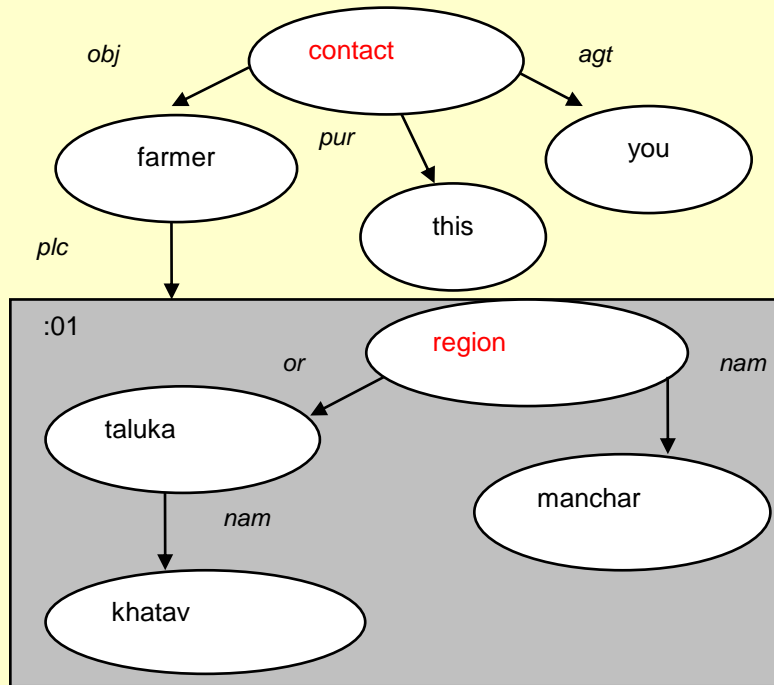 contact
obj
agt
pur
farmer
you
this
plc
:01
region
or
nam
taluka
manchar
nam
khatav